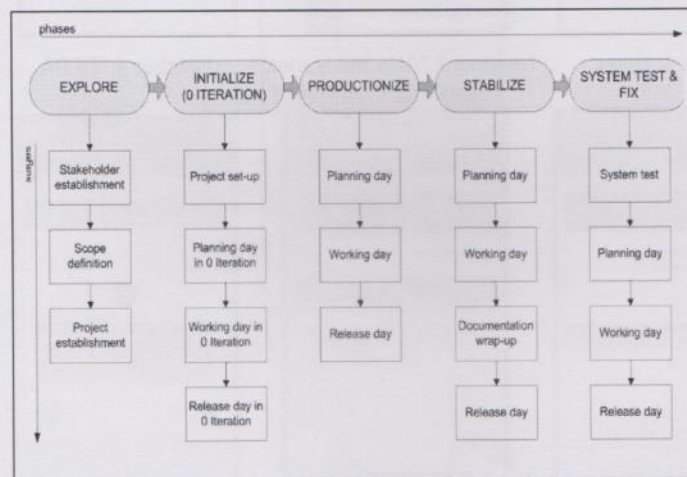 phases
EXPLORE
INITIALIZE
(0 ITERATION)
PRODUCTIONIZE
STABILIZE
SYSTEM TEST &
FIX
stages
Stakeholder
establishment
Scope
definition
Project
establishment
Project set-up
Planning day
in 0 Iteration
Working day in
0 Iteration
Release day in
0 Iteration
Planning day
Working day
Release day
Planning day
Working day
Documentation
wrap-up
Release day
System test
Planning day
Working day
Release day